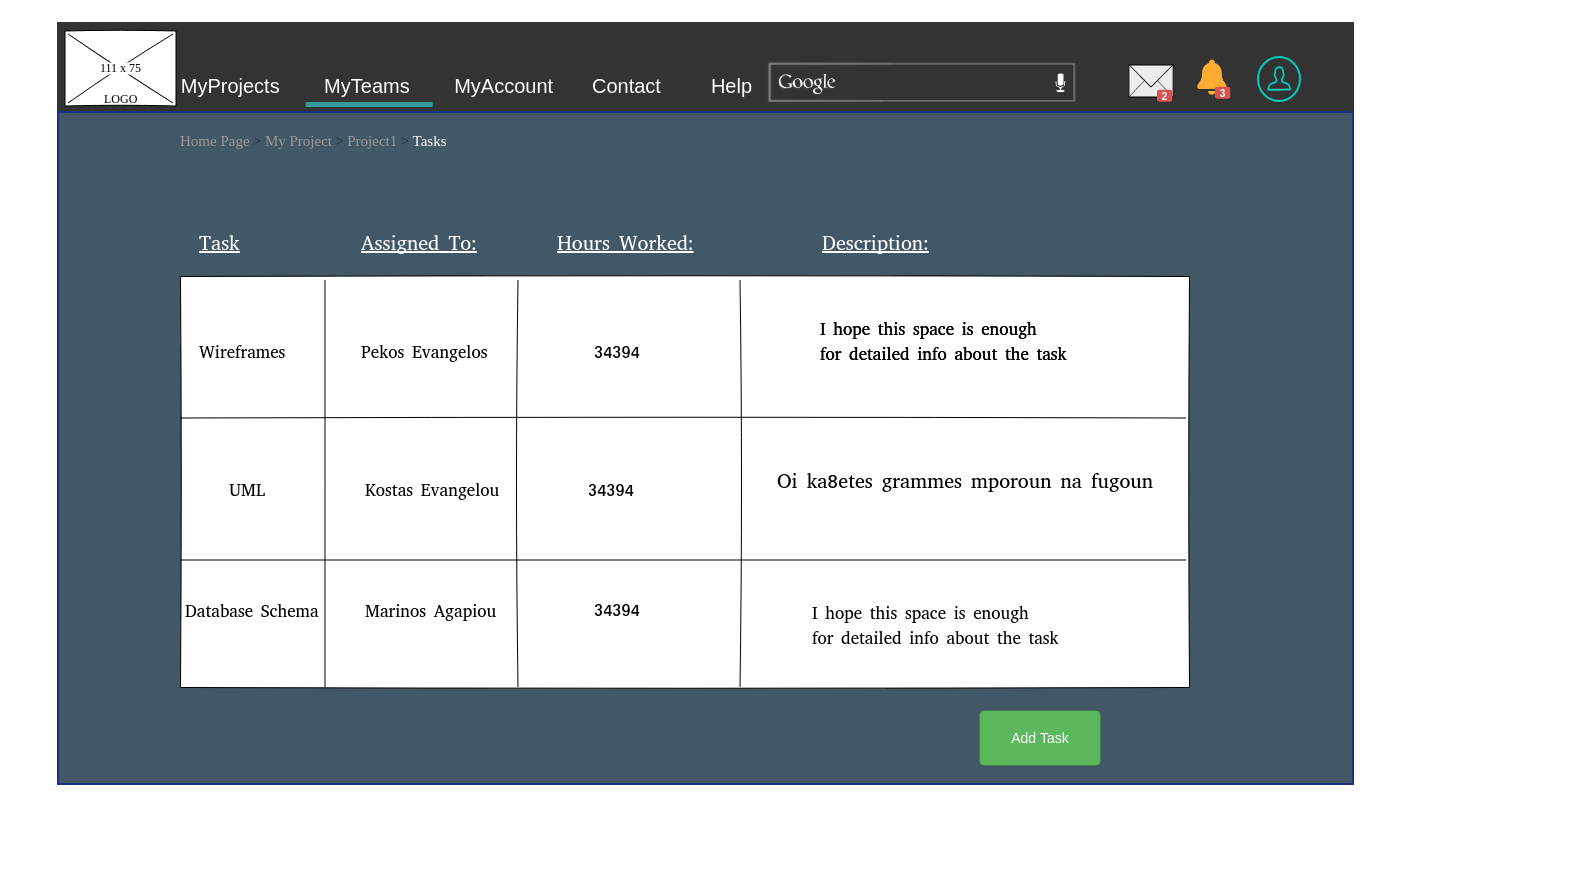 111 x 75
LOGO
MyProjects MyTeams MyAccount Contact Help Google 2 3
Home Page > My Project > Project1 > Tasks
Task Assigned To: Hours Worked: Description:
Wireframes Pekos Evangelos 34394 I hope this space is enough
for detailed info about the task
UML Kostas Evangelou 34394 Oi ka8etes grammes mporoun na fugoun
Database Schema Marinos Agapiou 34394 I hope this space is enough
for detailed info about the task
Add Task